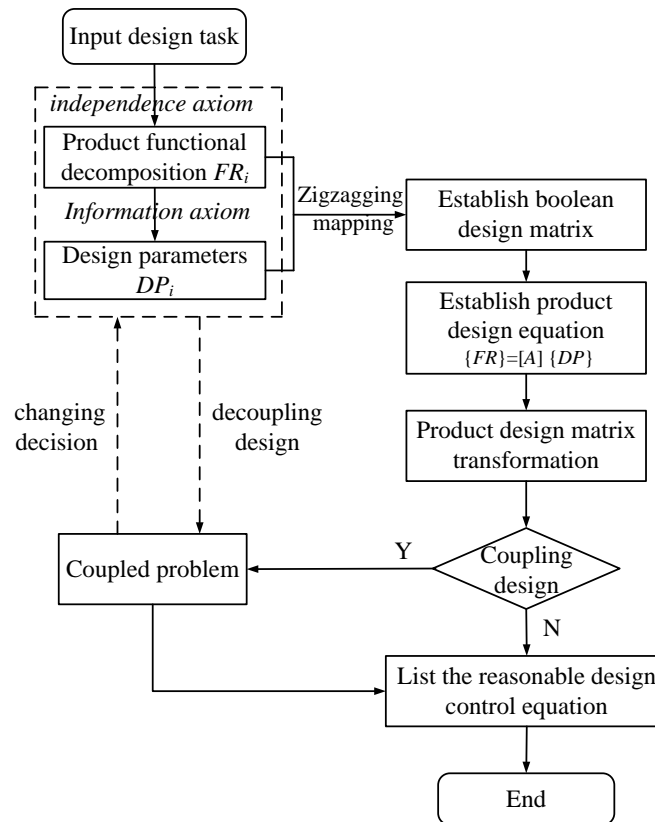 Input design task
independence axiom
Product functional
decomposition FRi
Information axiom
Design parameters
DPi
Zigzagging
mapping
Establish boolean
design matrix
Establish product
design equation
{FR}=[A] {DP}
Product design matrix
transformation
changing
decision
decoupling
design
Coupling
design
Y
N
Coupled problem
List the reasonable design
control equation
End